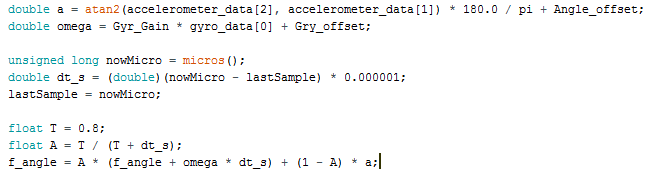 double a = atan2(accelerometer_data[2], accelerometer_data[1]) * 180.0 / pi + Angle_offset;
double omega = Gyr_Gain * gyro_data[0] + Gry_offset;
unsigned long nowMicro = micros();
double dt_s = (double)(nowMicro - lastSample) * 0.000001;
lastSample = nowMicro;
float T = 0.8;
float A = T / (T + dt_s);
f_angle = A * (f_angle + omega * dt_s) + (1 - A) * a;